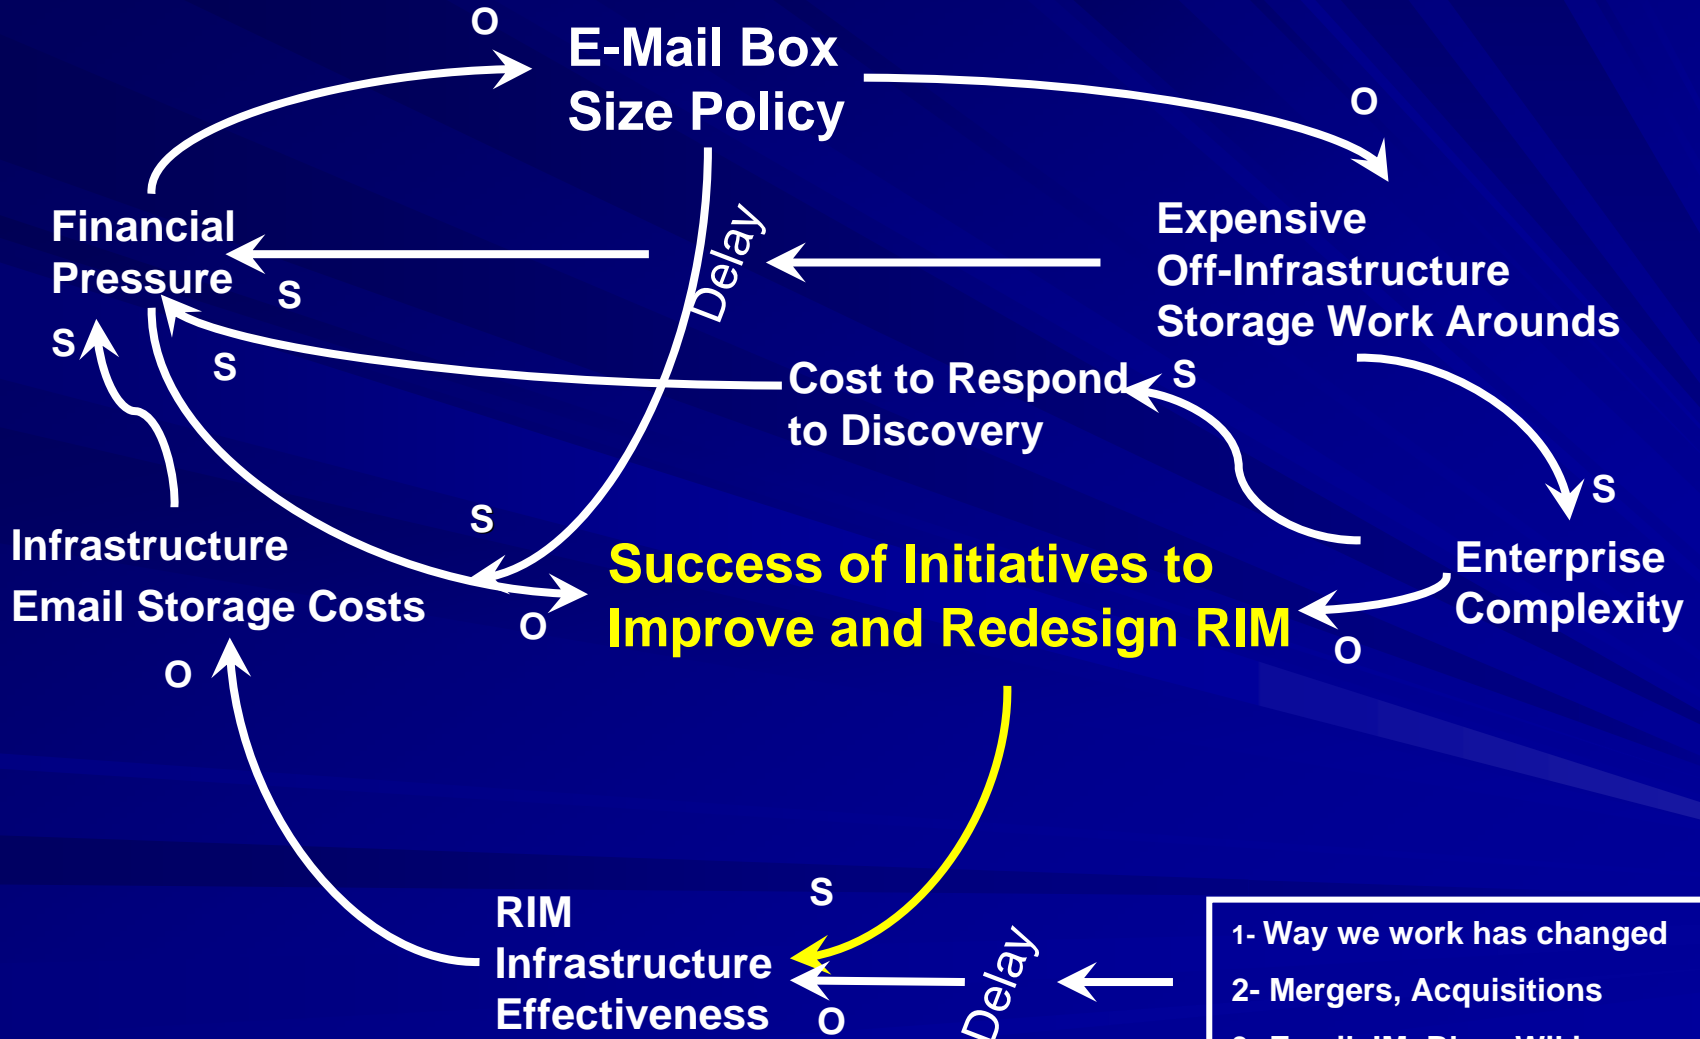 O
E-Mail Box
Size Policy
O
Financial
Pressure
S
Delay
Expensive
Off-Infrastructure
Storage Work Arounds
S
S
Cost to Respond
to Discovery
S
S
S
Infrastructure
Email Storage Costs
O
O
Success of Initiatives to
Improve and Redesign RIM
Enterprise
Complexity
O
S
RIM
Infrastructure
Effectiveness
O
Delay
1- Way we work has changed
2- Mergers, Acquisitions